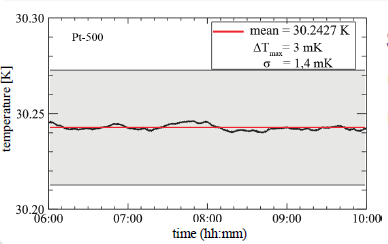 30.30
Pt-500
mean = 30.2427 K
ΔTmax = 3 mK
σ = 1,4 mK
temperature [K]
30.25
30.20
06:00 07:00 08:00 09:00 10:00
time (hh:mm)